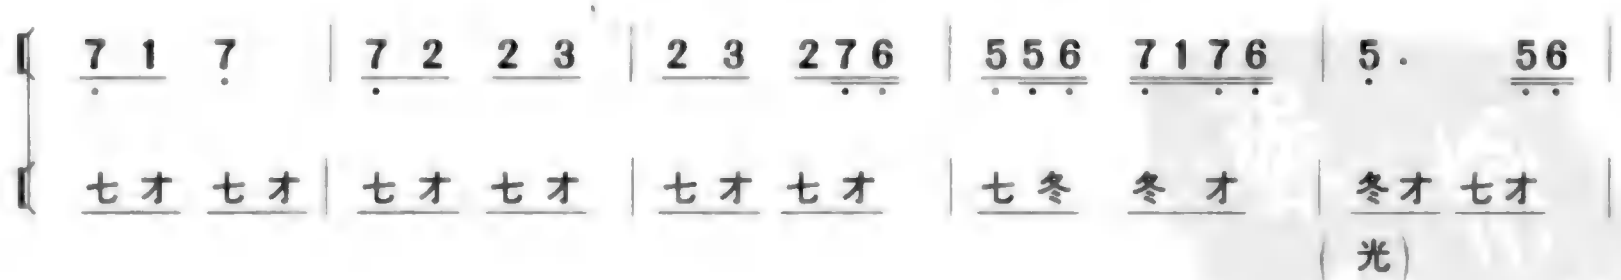 7 1 7 | 7 2 2 3 | 2 3 2 7 6 | 5 5 6 7 1 7 6 | 5 · 5 6 |
七 才 七 才 | 七 才 七 才 | 七 才 七 才 | 七 冬 冬 才 | 冬 才 七 才 |
(光)